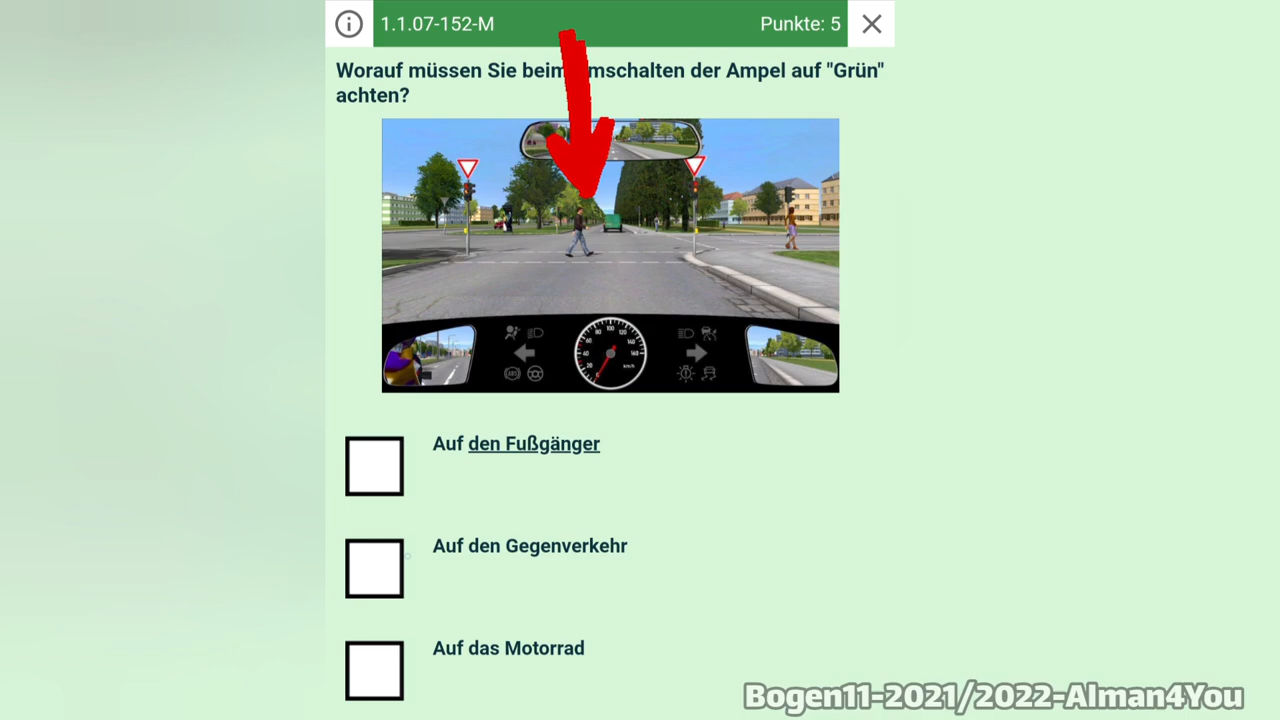 1.1.07-152-M
Punkte: 5
Worauf müssen Sie beim mschalten der Ampel auf "Grün"
achten?
Auf den Fußgänger
Auf den Gegenverkehr
Auf das Motorrad
Bogen11-2021/2022-Alman4You